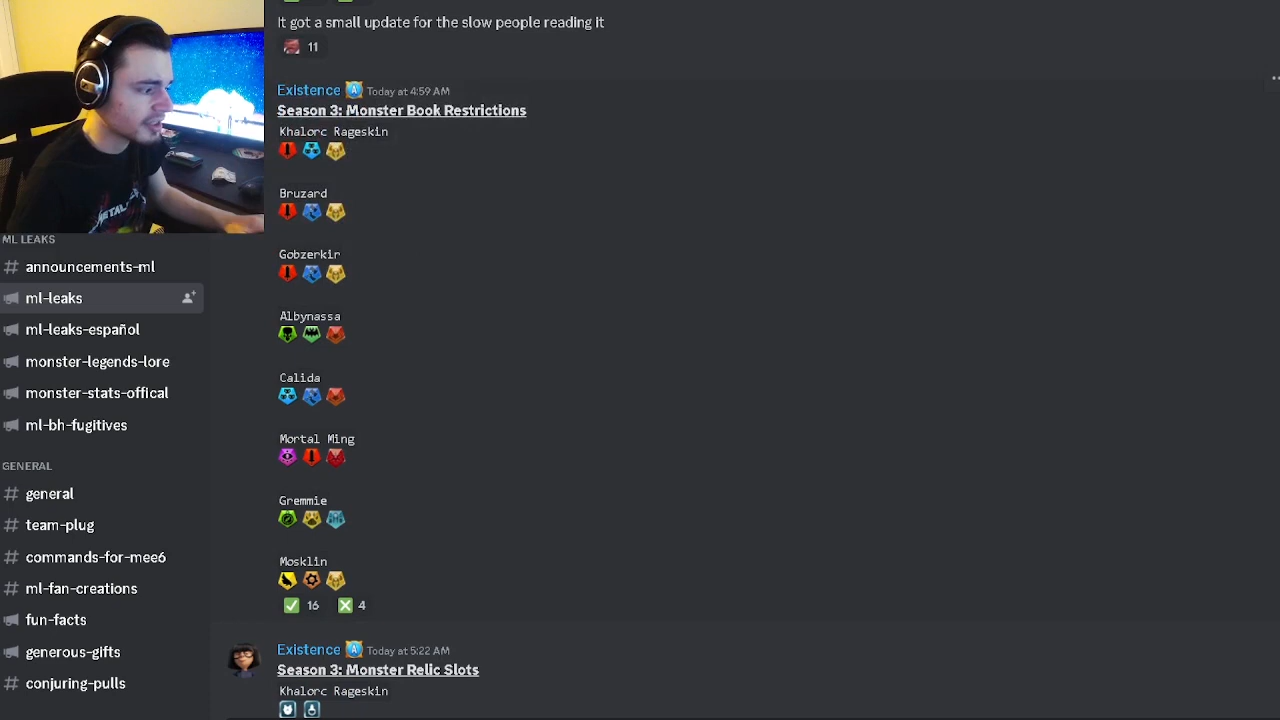 It got a small update for the slow people reading it
11
Existence Today at 4:59 AM
Season 3: Monster Book Restrictions
Khalorc Rageskin
Bruzard
Gobzerkir
Albynassa
Calida
Mortal Ming
Gremmie
Mosklin
16 4
Existence Today at 5:22 AM
Season 3: Monster Relic Slots
Khalorc Rageskin
METAL
ML LEAKS
announcements-ml
ml-leaks
ml-leaks-español
monster-legends-lore
monster-stats-offical
ml-bh-fugitives
GENERAL
general
team-plug
commands-for-mee6
ml-fan-creations
fun-facts
generous-gifts
conjuring-pulls